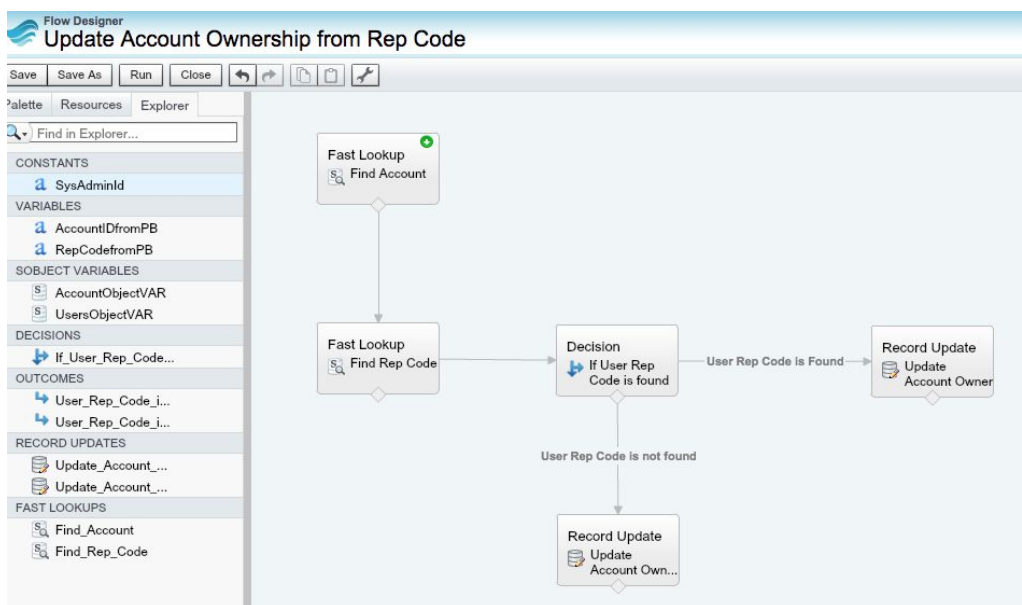 Flow Designer
Update Account Ownership from Rep Code
Save Save As Run Close
Palette Resources Explorer
Find in Explorer...
CONSTANTS
SysAdminId
VARIABLES
AccountIDfromPB
RepCodefromPB
SOBJECT VARIABLES
AccountObjectVAR
UsersObjectVAR
DECISIONS
If_User_Rep_Code...
OUTCOMES
User_Rep_Code_i...
User_Rep_Code_i...
RECORD UPDATES
Update_Account_...
Update_Account_...
FAST LOOKUPS
Find_Account
Find_Rep_Code
Fast Lookup
Find Account
Fast Lookup
Find Rep Code
Decision
If User Rep
Code is found
User Rep Code is Found
Record Update
Update
Account Owner
User Rep Code is not found
Record Update
Update
Account Own...